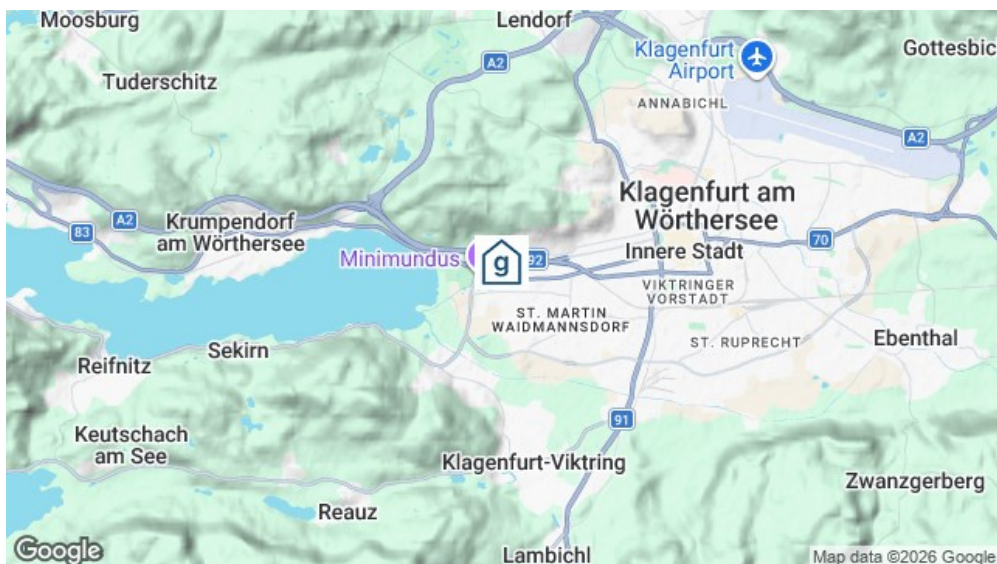 Moosburg
Lendorf
Klagenfurt
Airport
Gottesbic
Tuderschitz
A2
ANNABICHL
A2
Klagenfurt am
Wörthersee
A2
Krumpendorf
am Wörthersee
83
Minimundus
g
92
Innere Stadt
70
VIKTRINGER
VORSTADT
ST. MARTIN
WAIDMANNSDORF
ST. RUPRECHT
Ebenthal
Reifnitz
Sekirn
91
Keutschach
am See
Klagenfurt-Viktring
Zwanzgerberg
Reauz
Lambichl
Google
Map data ©2026 Google